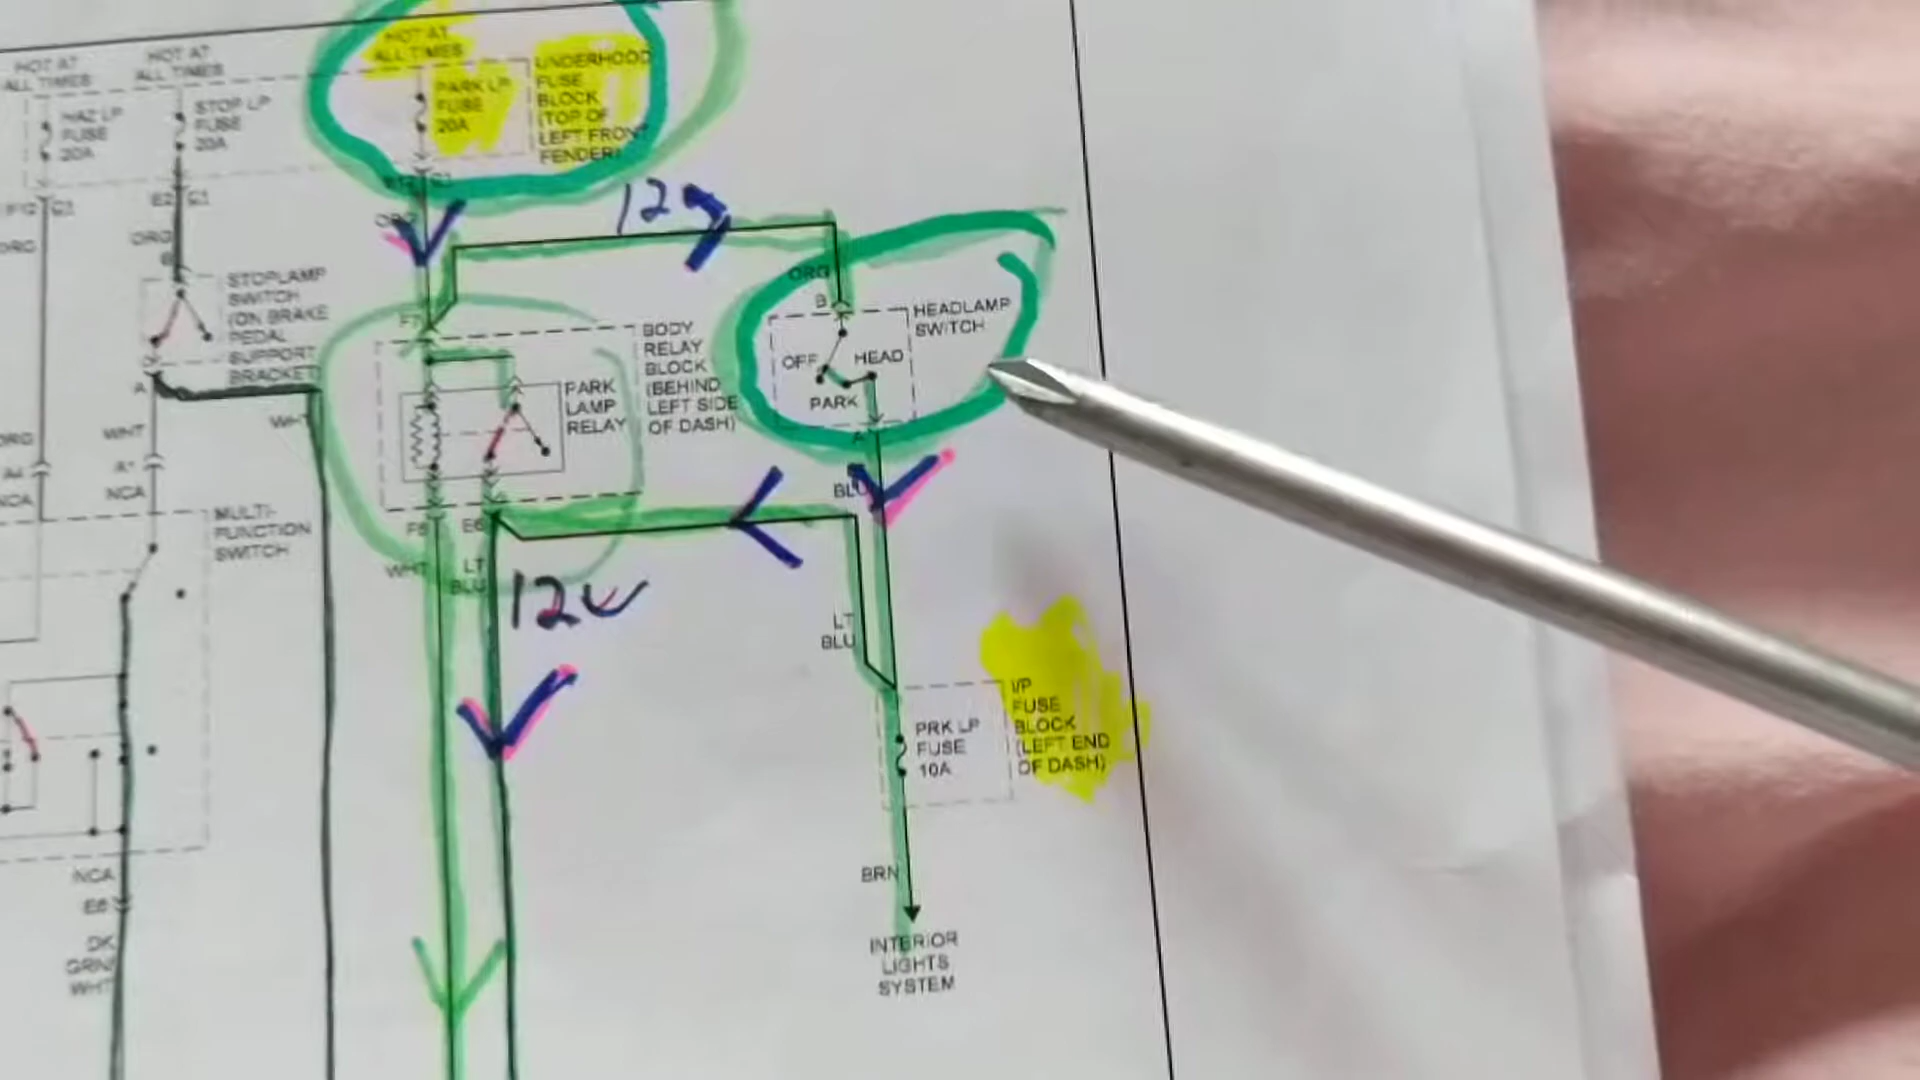 HOT AT
ALL TIMES
HAZ LP
FUSE
20A
C1
ORG
HOT AT
ALL TIMES
STOP LP
FUSE
20A
E2 C1
ORG
B
STOPLAMP
SWITCH
(ON BRAKE
PEDAL
SUPPORT
BRACKET)
A
WHT
WHT
A1
NCA
ORG
A4
NCA
MULTI-
FUNCTION
SWITCH
NCA
E6
DK
GRN/
WHT
HOT AT
ALL TIMES
PARK LP
FUSE
20A
UNDERHOOD
FUSE
BLOCK
(TOP OF
LEFT FRONT
FENDER)
ORG
12
F7
BODY
RELAY
BLOCK
(BEHIND
LEFT SIDE
OF DASH)
PARK
LAMP
RELAY
F8
E6
WHT
LT
BLU
12v
ORG
B
HEADLAMP
SWITCH
OFF
HEAD
PARK
A
BLU
LT
BLU
I/P
FUSE
BLOCK
(LEFT END
OF DASH)
PRK LP
FUSE
10A
BRN
INTERIOR
LIGHTS
SYSTEM